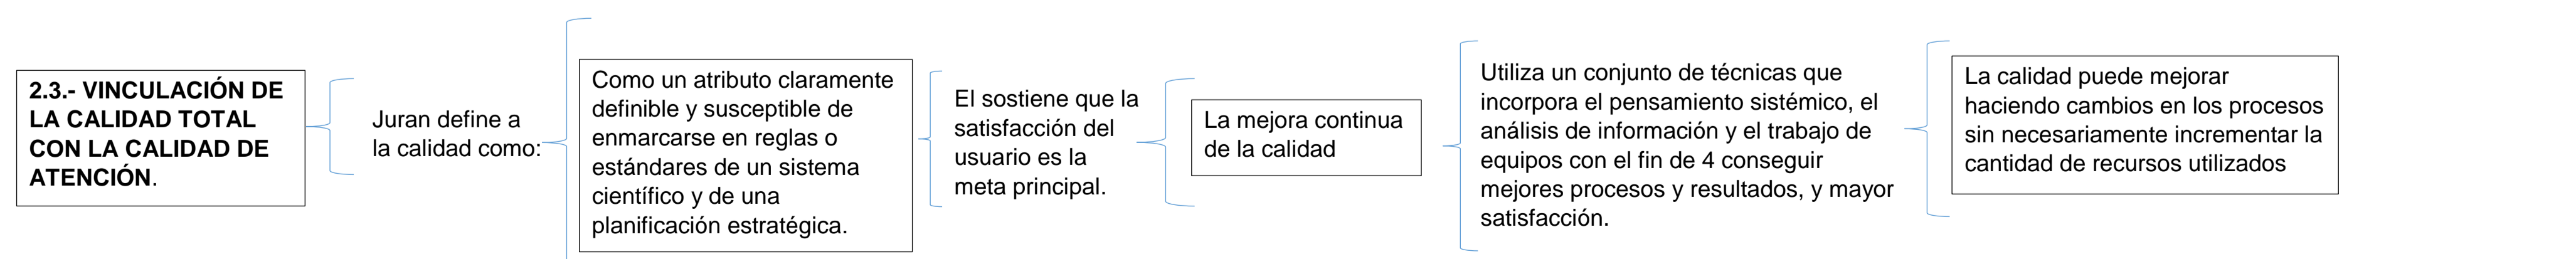 2.3.- VINCULACIÓN DE
LA CALIDAD TOTAL
CON LA CALIDAD DE
ATENCIÓN.
Juran define a
la calidad como:
Como un atributo claramente
definible y susceptible de
enmarcarse en reglas o
estándares de un sistema
científico y de una
planificación estratégica.
El sostiene que la
satisfacción del
usuario es la
meta principal.
La mejora continua
de la calidad
Utiliza un conjunto de técnicas que
incorpora el pensamiento sistémico, el
análisis de información y el trabajo de
equipos con el fin de 4 conseguir
mejores procesos y resultados, y mayor
satisfacción.
La calidad puede mejorar
haciendo cambios en los procesos
sin necesariamente incrementar la
cantidad de recursos utilizados